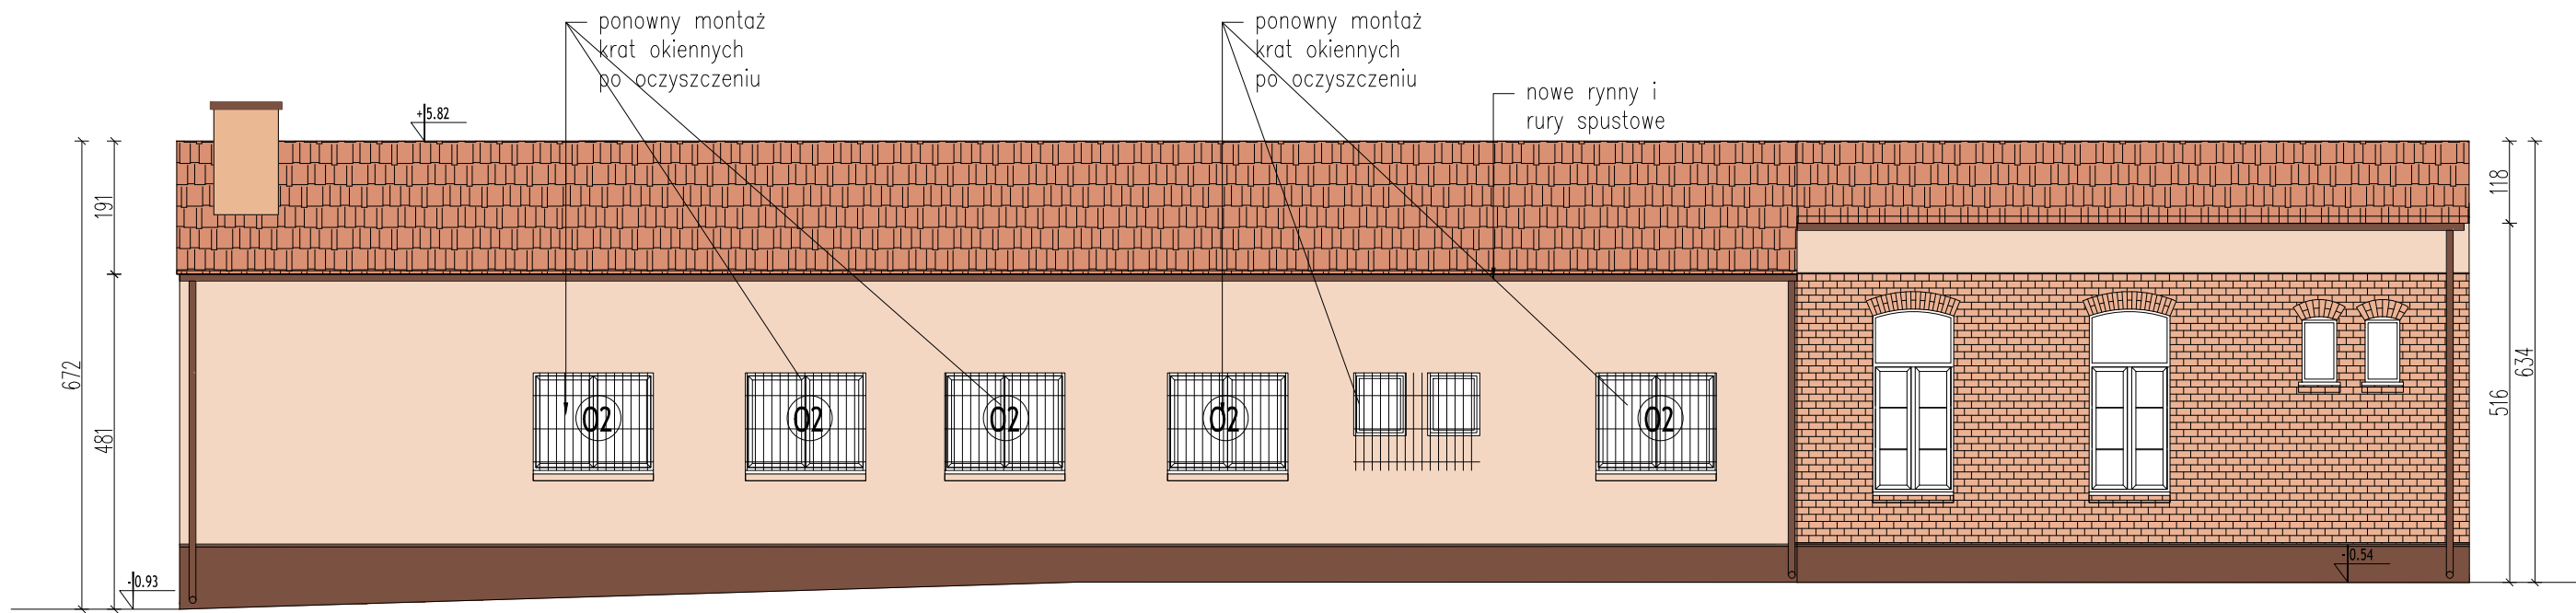 ponowny montaż
krat okiennych
po oczyszczeniu
ponowny montaż
krat okiennych
po oczyszczeniu
nowe rynny i
rury spustowe
+5.82
191
481
672
-0.93
O2
O2
O2
O2
O2
118
516
634
-0.54